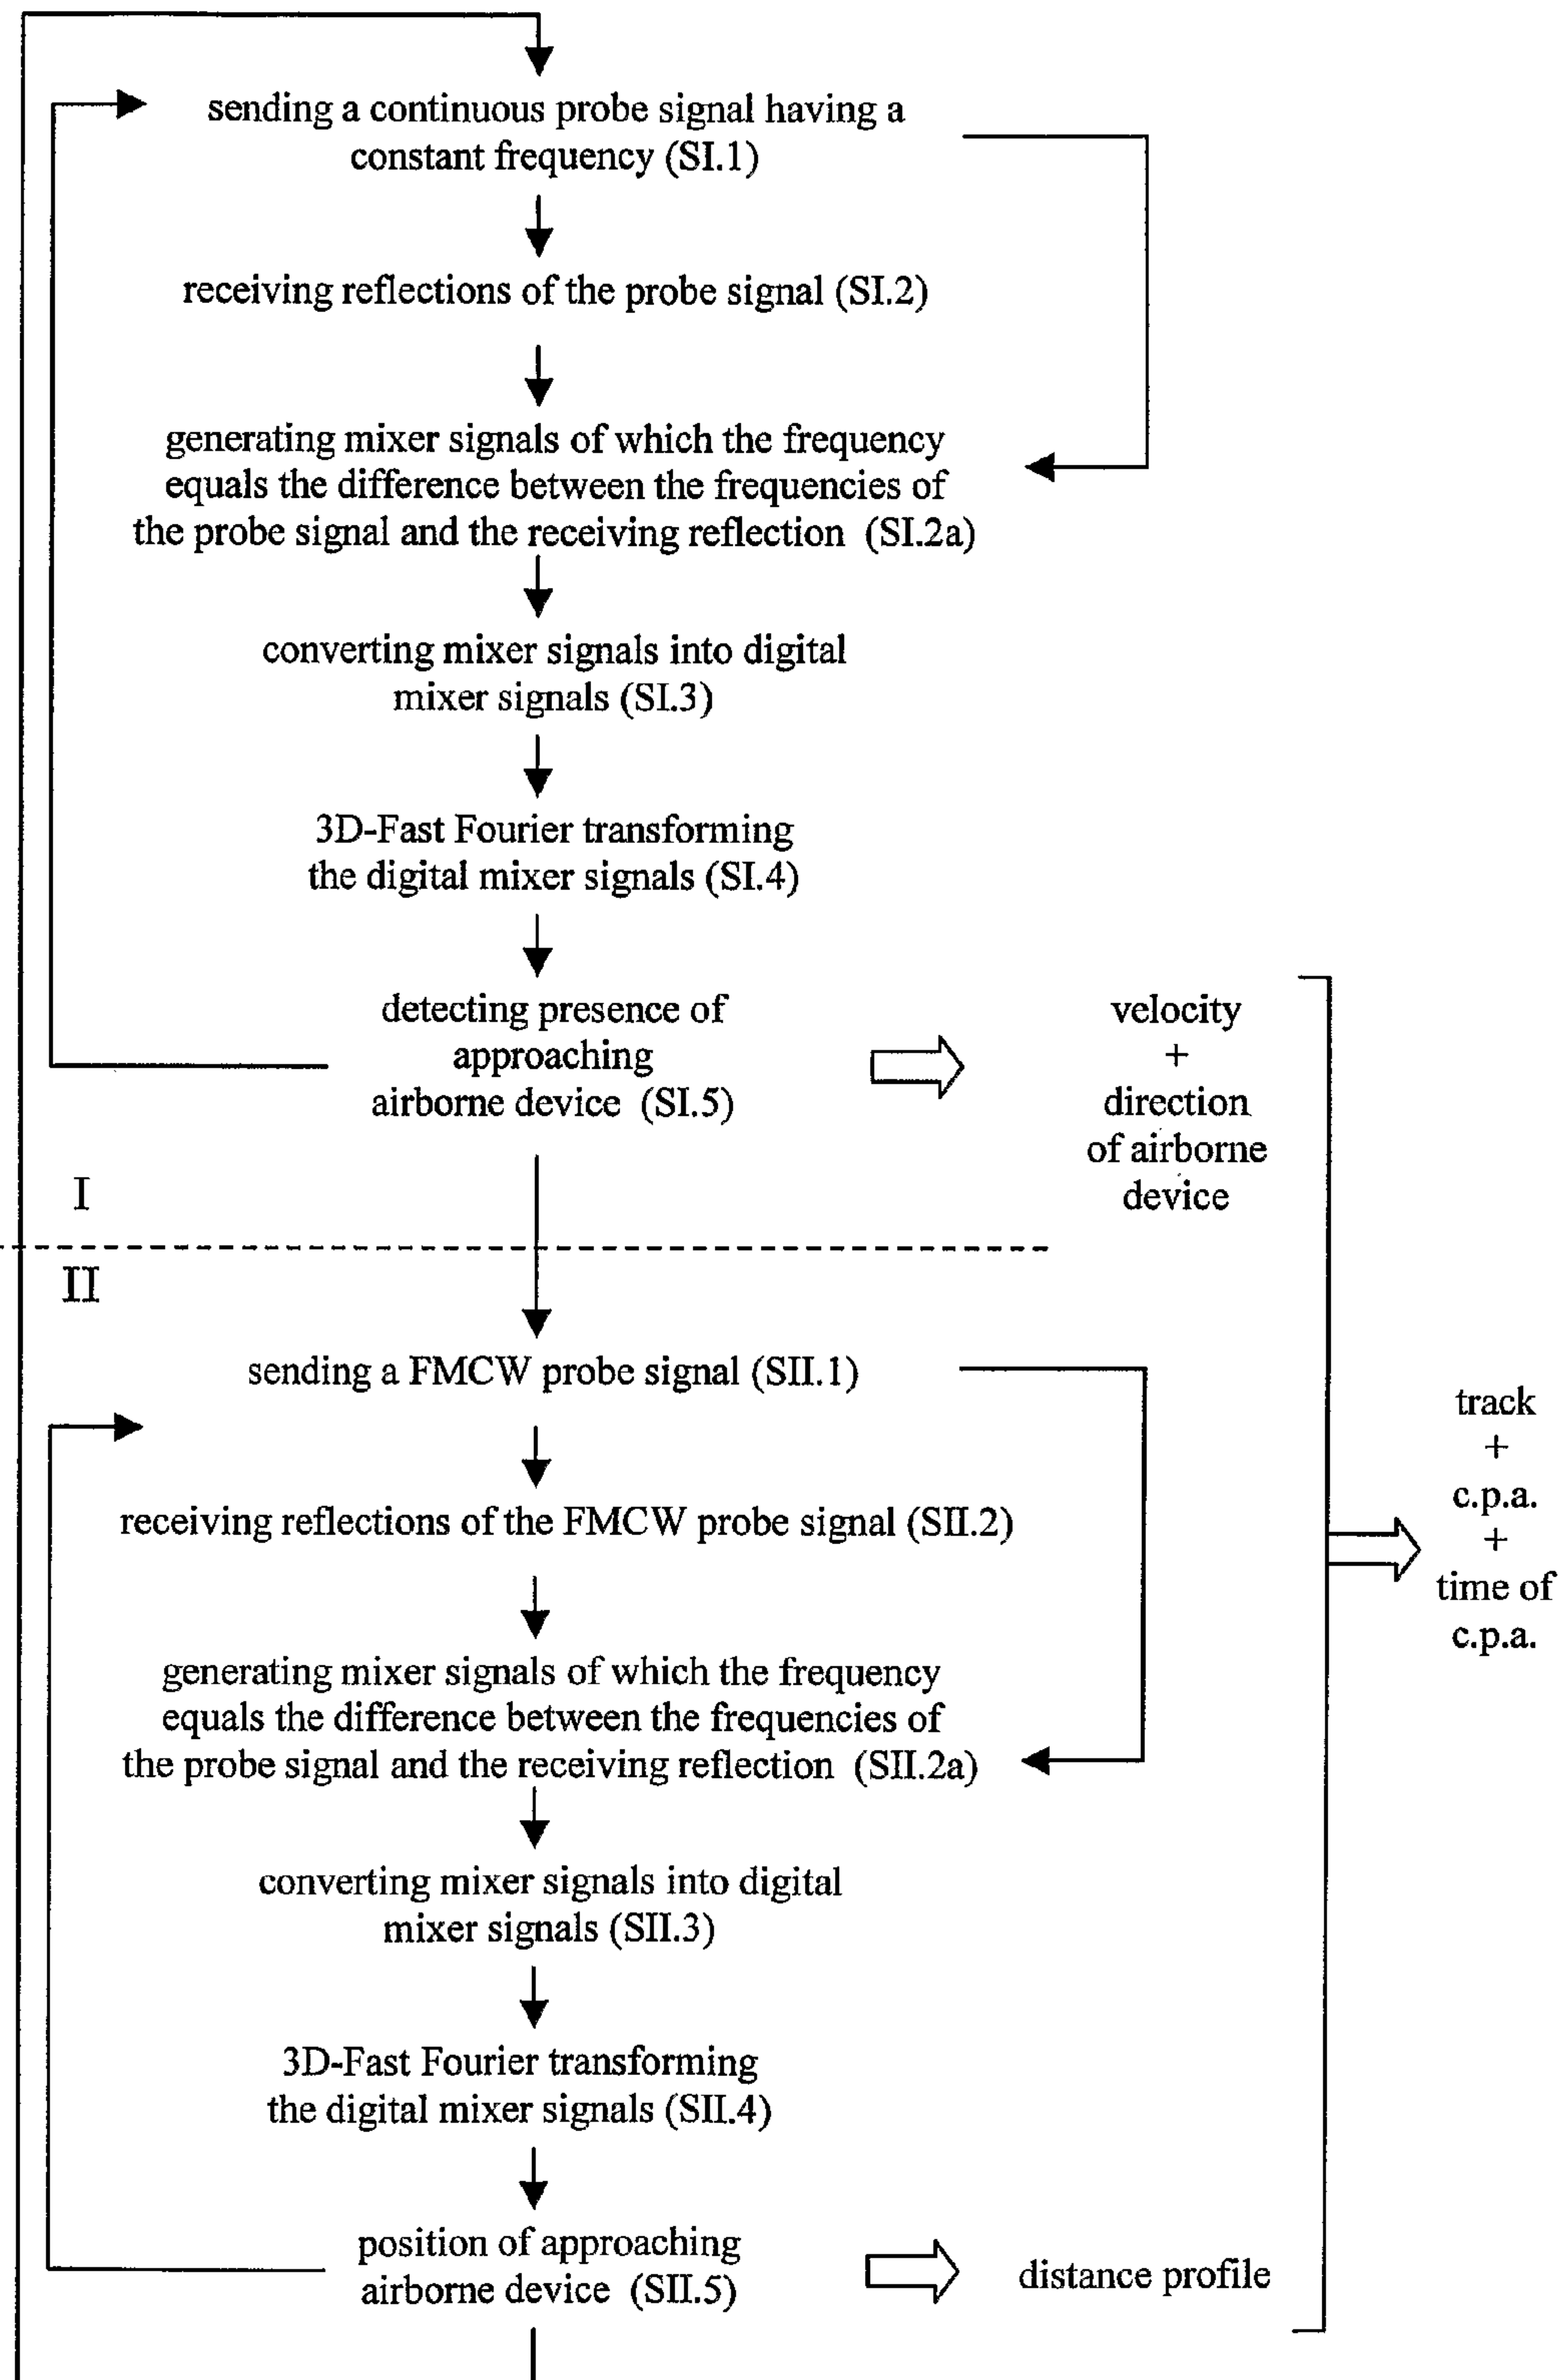 sending a continuous probe signal having a
constant frequency (SI.1)
receiving reflections of the probe signal (SI.2)
generating mixer signals of which the frequency
equals the difference between the frequencies of
the probe signal and the receiving reflection (SI.2a)
converting mixer signals into digital
mixer signals (SI.3)
3D-Fast Fourier transforming
the digital mixer signals (SI.4)
detecting presence of
approaching
airborne device (SI.5)
velocity
+
direction
of airborne
device
I
II
sending a FMCW probe signal (SII.1)
receiving reflections of the FMCW probe signal (SII.2)
generating mixer signals of which the frequency
equals the difference between the frequencies of
the probe signal and the receiving reflection (SII.2a)
converting mixer signals into digital
mixer signals (SII.3)
3D-Fast Fourier transforming
the digital mixer signals (SII.4)
position of approaching
airborne device (SII.5)
distance profile
track
+
c.p.a.
+
time of
c.p.a.